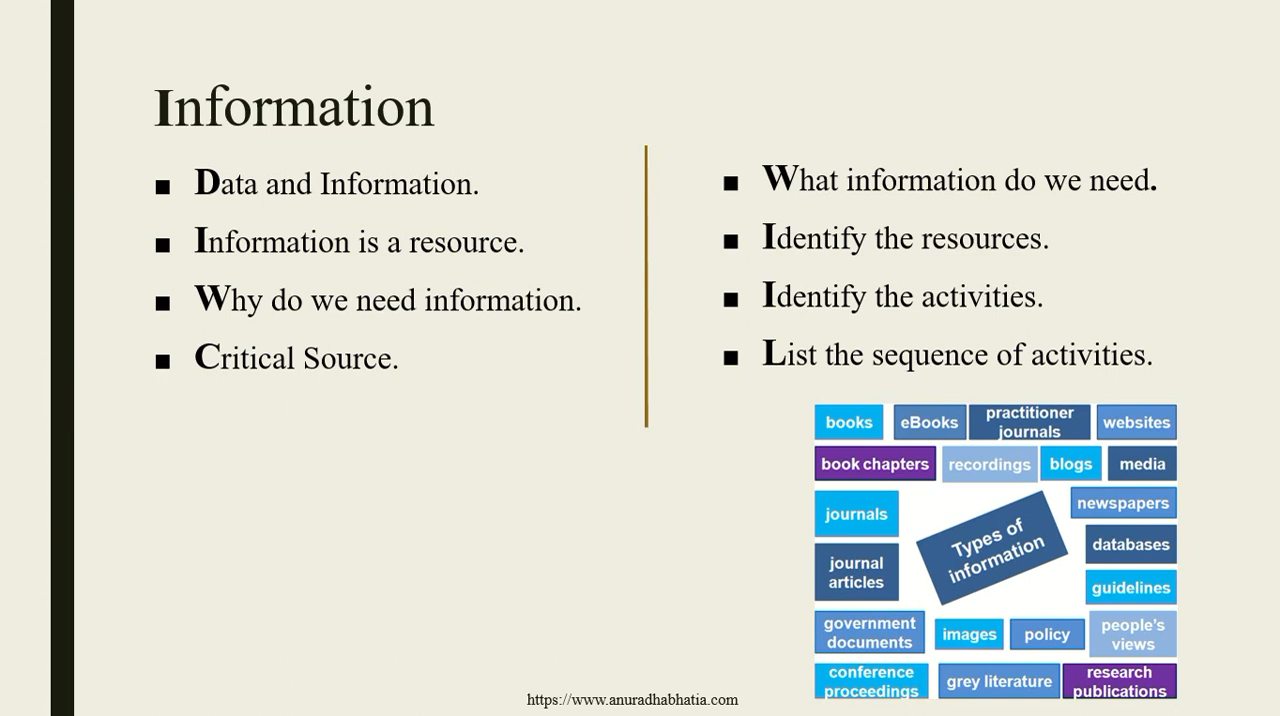 Information
■ Data and Information.
■ Information is a resource.
■ Why do we need information.
■ Critical Source.
■ What information do we need.
■ Identify the resources.
■ Identify the activities.
■ List the sequence of activities.
books
eBooks
practitioner
journals
websites
book chapters
recordings
blogs
media
journals
newspapers
Types of
information
databases
journal
articles
guidelines
government
documents
images
policy
people's
views
conference
proceedings
grey literature
research
publications
https://www.anuradhabhatia.com